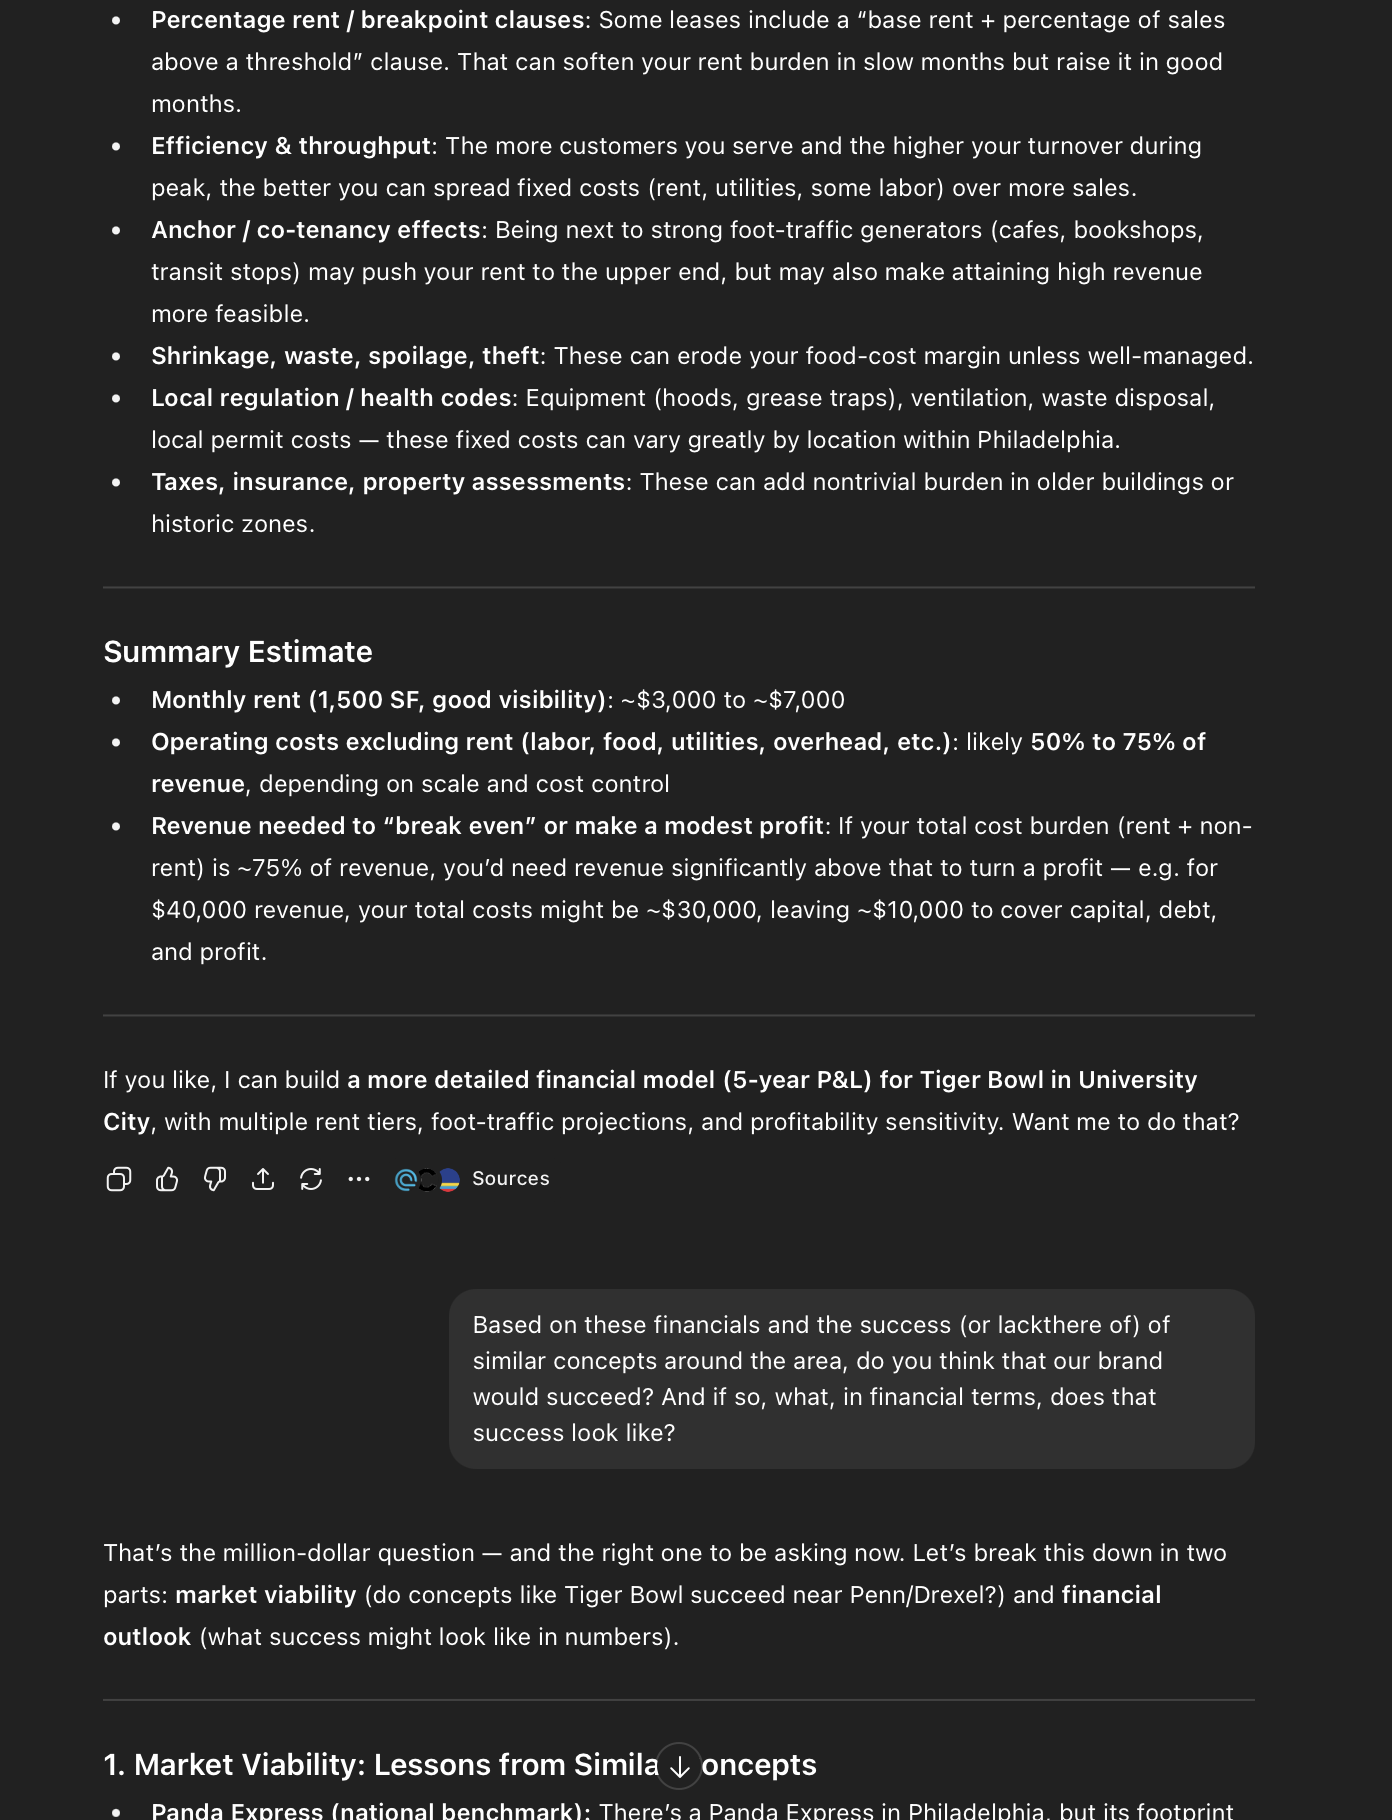 • Percentage rent / breakpoint clauses: Some leases include a “base rent + percentage of sales
above a threshold” clause. That can soften your rent burden in slow months but raise it in good
months.
• Efficiency & throughput: The more customers you serve and the higher your turnover during
peak, the better you can spread fixed costs (rent, utilities, some labor) over more sales.
• Anchor / co-tenancy effects: Being next to strong foot-traffic generators (cafes, bookshops,
transit stops) may push your rent to the upper end, but may also make attaining high revenue
more feasible.
• Shrinkage, waste, spoilage, theft: These can erode your food-cost margin unless well-managed.
• Local regulation / health codes: Equipment (hoods, grease traps), ventilation, waste disposal,
local permit costs — these fixed costs can vary greatly by location within Philadelphia.
• Taxes, insurance, property assessments: These can add nontrivial burden in older buildings or
historic zones.
Summary Estimate
• Monthly rent (1,500 SF, good visibility): ~$3,000 to ~$7,000
• Operating costs excluding rent (labor, food, utilities, overhead, etc.): likely 50% to 75% of
revenue, depending on scale and cost control
• Revenue needed to “break even” or make a modest profit: If your total cost burden (rent + non-
rent) is ~75% of revenue, you’d need revenue significantly above that to turn a profit — e.g. for
$40,000 revenue, your total costs might be ~$30,000, leaving ~$10,000 to cover capital, debt,
and profit.
If you like, I can build a more detailed financial model (5-year P&L) for Tiger Bowl in University
City, with multiple rent tiers, foot-traffic projections, and profitability sensitivity. Want me to do that?
Sources
Based on these financials and the success (or lackthere of) of
similar concepts around the area, do you think that our brand
would succeed? And if so, what, in financial terms, does that
success look like?
That’s the million-dollar question — and the right one to be asking now. Let’s break this down in two
parts: market viability (do concepts like Tiger Bowl succeed near Penn/Drexel?) and financial
outlook (what success might look like in numbers).
1. Market Viability: Lessons from Simila oncepts
• Panda Express (national benchmark): There’s a Panda Express in Philadelphia, but its footprint